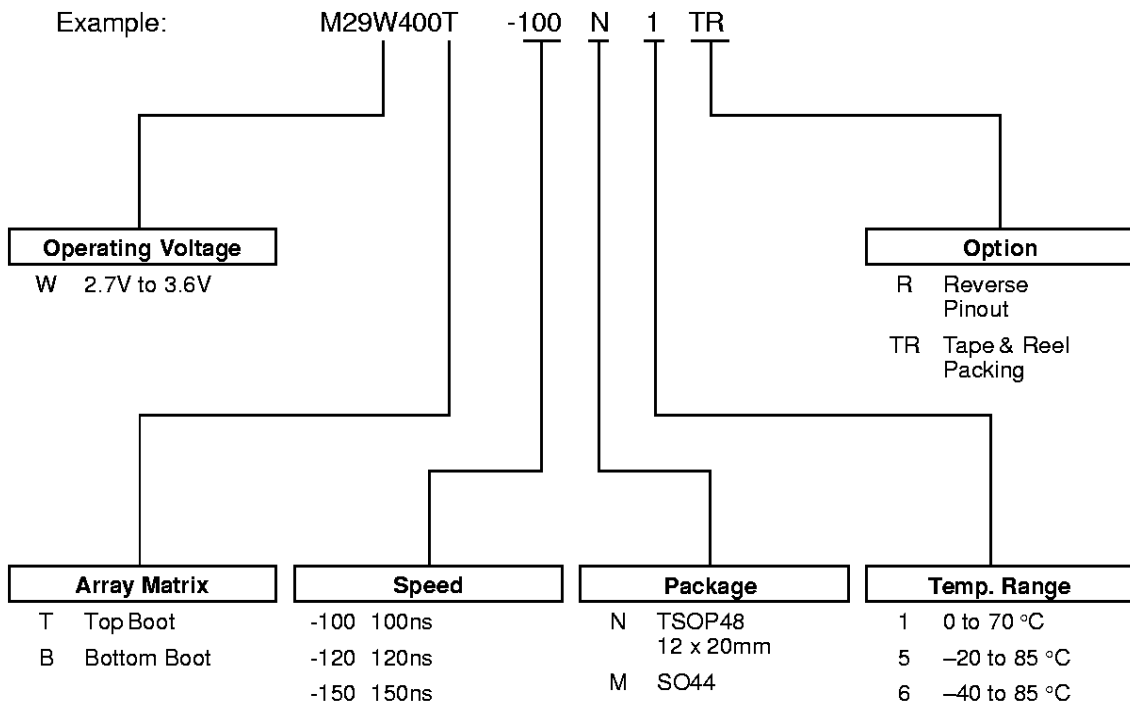 Example: M29W400T -100 N 1 TR
Operating Voltage
W 2.7V to 3.6V
Option
R Reverse
Pinout
TR Tape & Reel
Packing
Array Matrix
T Top Boot
B Bottom Boot
Speed
-100 100ns
-120 120ns
-150 150ns
Package
N TSOP48
12 x 20mm
M SO44
Temp. Range
1 0 to 70 °C
5 –20 to 85 °C
6 –40 to 85 °C